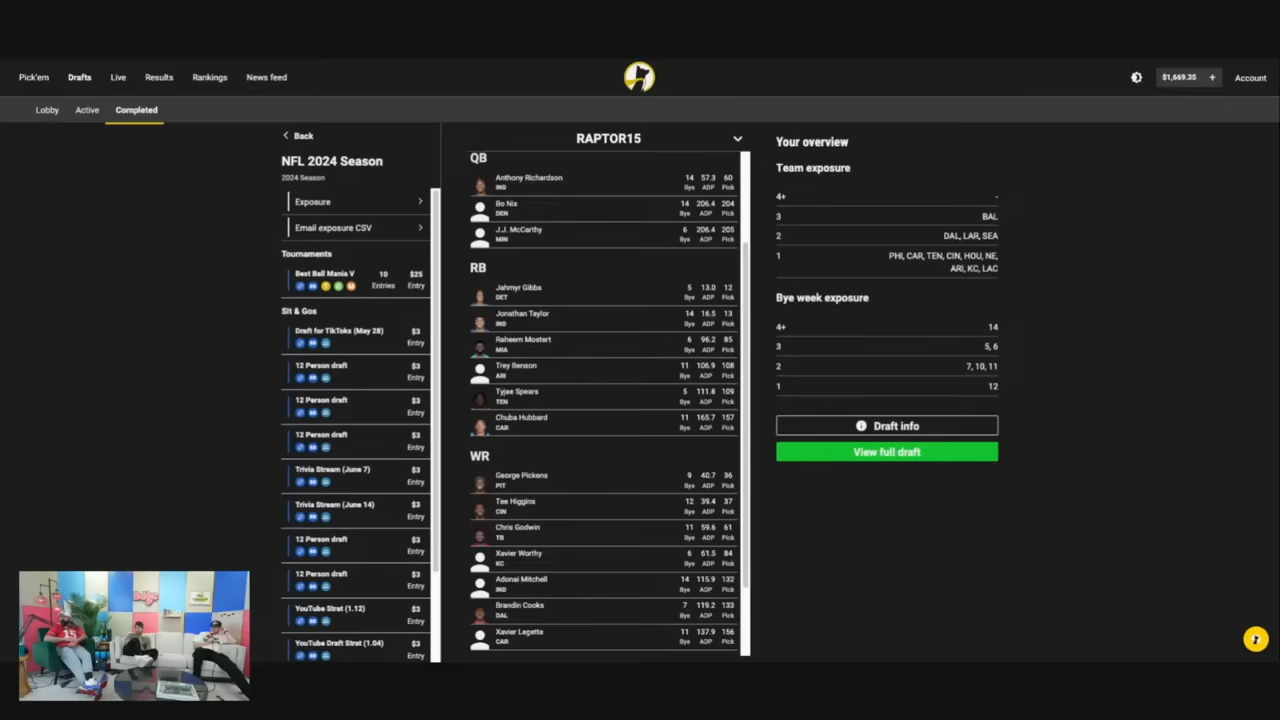 Pick'em Drafts Live Results Rankings News feed
$1,669.35 +
Account
Lobby Active Completed
Back
NFL 2024 Season
2024 Season
Exposure
Email exposure CSV
Tournaments
Best Ball Mania V 10 $25
Entries Entry
Sit & Gos
Draft for TikToks (May 28) $3
Entry
12 Person draft $3
Entry
12 Person draft $3
Entry
12 Person draft $3
Entry
Trivia Stream (June 7) $3
Entry
Trivia Stream (June 14) $3
Entry
12 Person draft $3
Entry
12 Person draft $3
Entry
YouTube Strat (1.12) $3
Entry
YouTube Draft Strat (1.04) $3
Entry
RAPTOR15
QB
Anthony Richardson 14 57.3 60
IND Bye ADP Pick
Bo Nix 14 206.4 204
DEN Bye ADP Pick
J.J. McCarthy 6 206.4 205
MIN Bye ADP Pick
RB
Jahmyr Gibbs 5 13.0 12
DET Bye ADP Pick
Jonathan Taylor 14 16.5 13
IND Bye ADP Pick
Raheem Mostert 6 96.2 85
MIA Bye ADP Pick
Trey Benson 11 106.9 108
ARI Bye ADP Pick
Tyjae Spears 5 111.8 109
TEN Bye ADP Pick
Chuba Hubbard 11 165.7 157
CAR Bye ADP Pick
WR
George Pickens 9 40.7 36
PIT Bye ADP Pick
Tee Higgins 12 39.4 37
CIN Bye ADP Pick
Chris Godwin 11 59.6 61
TB Bye ADP Pick
Xavier Worthy 6 61.5 84
KC Bye ADP Pick
Adonai Mitchell 14 115.9 132
IND Bye ADP Pick
Brandin Cooks 7 119.2 133
DAL Bye ADP Pick
Xavier Legette 11 137.9 156
CAR Bye ADP Pick
Your overview
Team exposure
4+ -
3 BAL
2 DAL, LAR, SEA
1 PHI, CAR, TEN, CIN, HOU, NE,
ARI, KC, LAC
Bye week exposure
4+ 14
3 5, 6
2 7, 10, 11
1 12
Draft info
View full draft